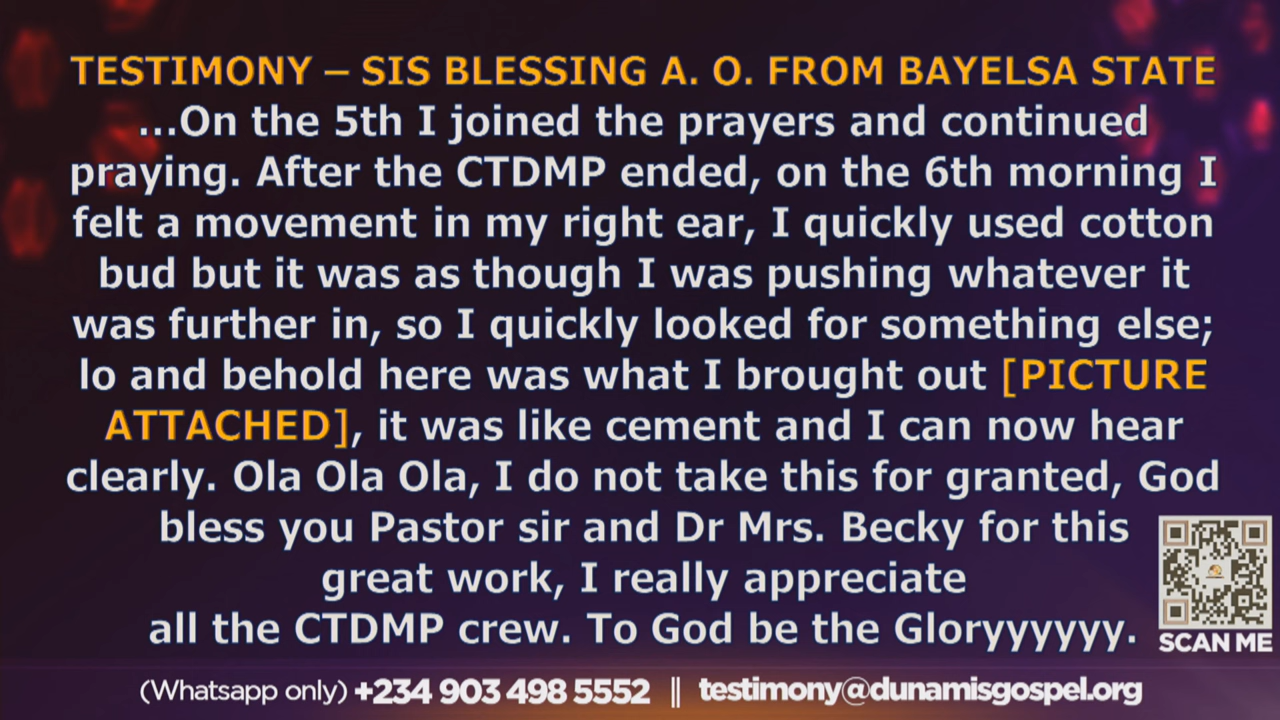 TESTIMONY – SIS BLESSING A. O. FROM BAYELSA STATE
...On the 5th I joined the prayers and continued
praying. After the CTDMP ended, on the 6th morning I
felt a movement in my right ear, I quickly used cotton
bud but it was as though I was pushing whatever it
was further in, so I quickly looked for something else;
lo and behold here was what I brought out [PICTURE
ATTACHED], it was like cement and I can now hear
clearly. Ola Ola Ola, I do not take this for granted, God
bless you Pastor sir and Dr Mrs. Becky for this
great work, I really appreciate
all the CTDMP crew. To God be the Gloryyyyyy.
SCAN ME
(Whatsapp only) +234 903 498 5552 || testimony@dunamisgospel.org